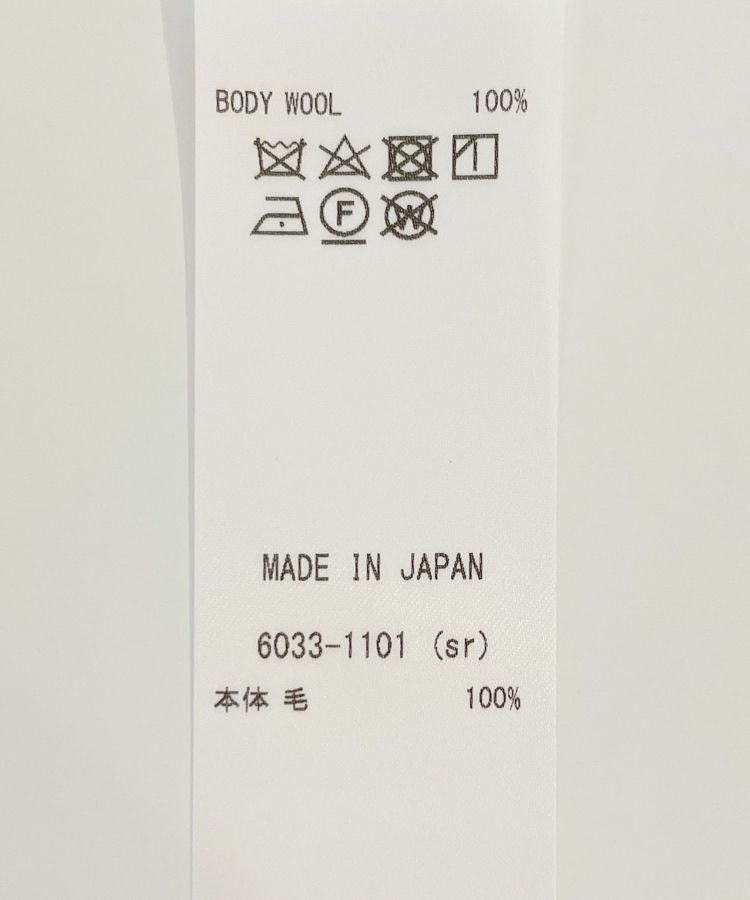 BODY WOOL 100%
F W
MADE IN JAPAN
6033-1101 (sr)
本体 毛 100%